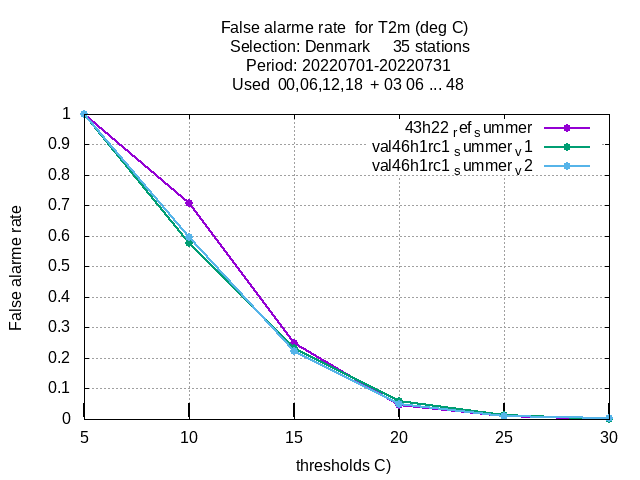 False alarme rate  for T2m (deg C)
Selection: Denmark     35 stations
Period: 20220701-20220731
Used  00,06,12,18  + 03 06 ... 48
43h22 ref summer
val46h1rc1 summer v1
val46h1rc1 summer v2
False alarme rate
1
0.9
0.8
0.7
0.6
0.5
0.4
0.3
0.2
0.1
0
5 10 15 20 25 30
thresholds C)